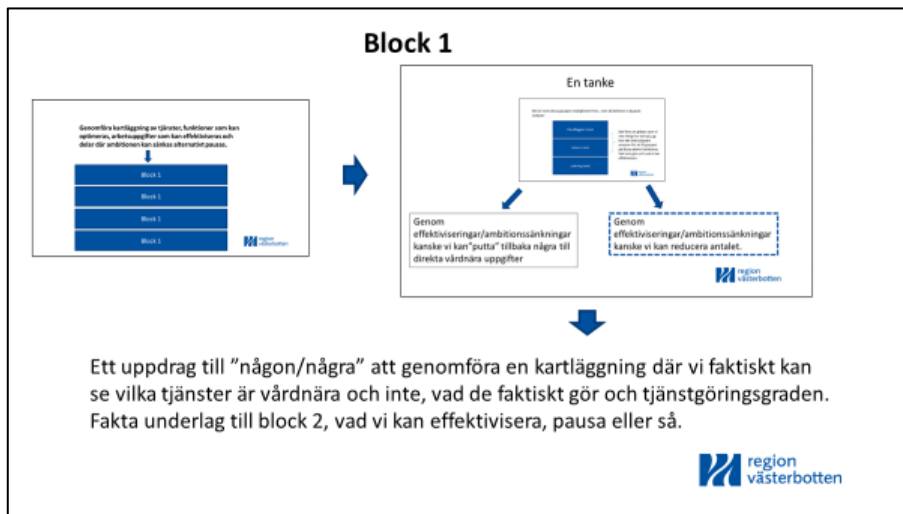 Block 1
Genomföra kartläggning av tjänster, funktioner som kan
optimeras, arbetsuppgifter som kan effektiviseras och
delar där ambitionen kan sänkas alternativt pausas.
Block 1
Block 1
Block 1
Block 1
region
västerbotten
En tanke
Genom
effektiviseringar/ambitionssänkningar
kanske vi kan"putta" tillbaka några till
direkta vårdnära uppgifter
Genom
effektiviseringar/ambitionssänkningar
kanske vi kan reducera antalet.
region
västerbotten
Ett uppdrag till ”någon/några” att genomföra en kartläggning där vi faktiskt kan
se vilka tjänster är vårdnära och inte, vad de faktiskt gör och tjänstgöringsgraden.
Fakta underlag till block 2, vad vi kan effektivisera, pausa eller så.
region
västerbotten